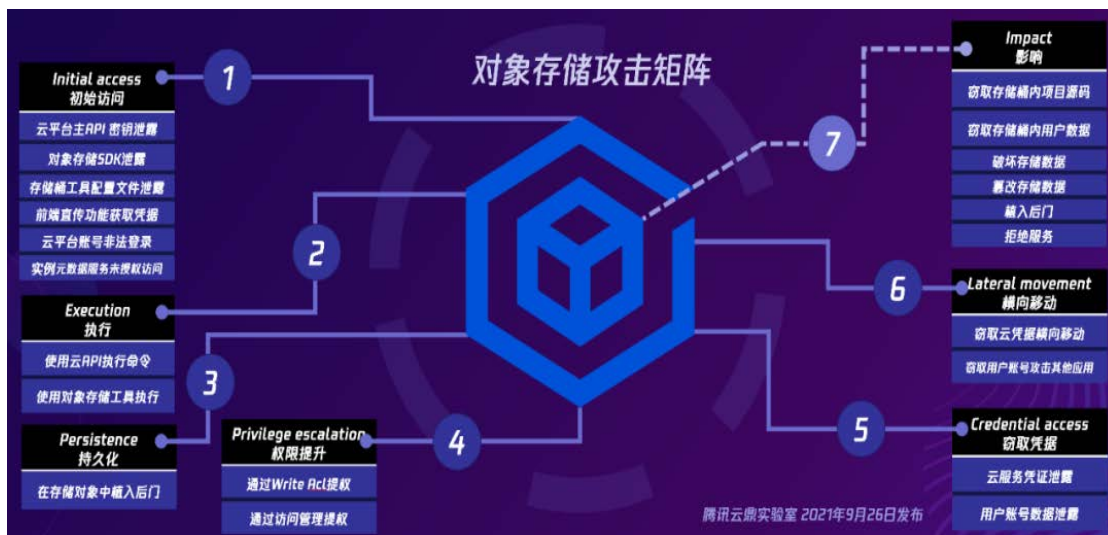 对象存储攻击矩阵
1
Initial access
初始访问
云平台主API 密钥泄露
对象存储SDK泄露
存储桶工具配置文件泄露
前端直传功能获取凭据
云平台账号非法登录
实例元数据服务未授权访问
2
Execution
执行
使用云API执行命令
使用对象存储工具执行
3
Persistence
持久化
在存储对象中植入后门
4
Privilege escalation
权限提升
通过Write Acl提权
通过访问管理提权
5
Credential access
窃取凭据
云服务凭证泄露
用户账号数据泄露
6
Lateral movement
横向移动
窃取云凭据横向移动
窃取用户账号攻击其他应用
7
Impact
影响
窃取存储桶内项目源码
窃取存储桶内用户数据
破坏存储数据
篡改存储数据
植入后门
拒绝服务
腾讯云鼎实验室 2021年9月26日发布